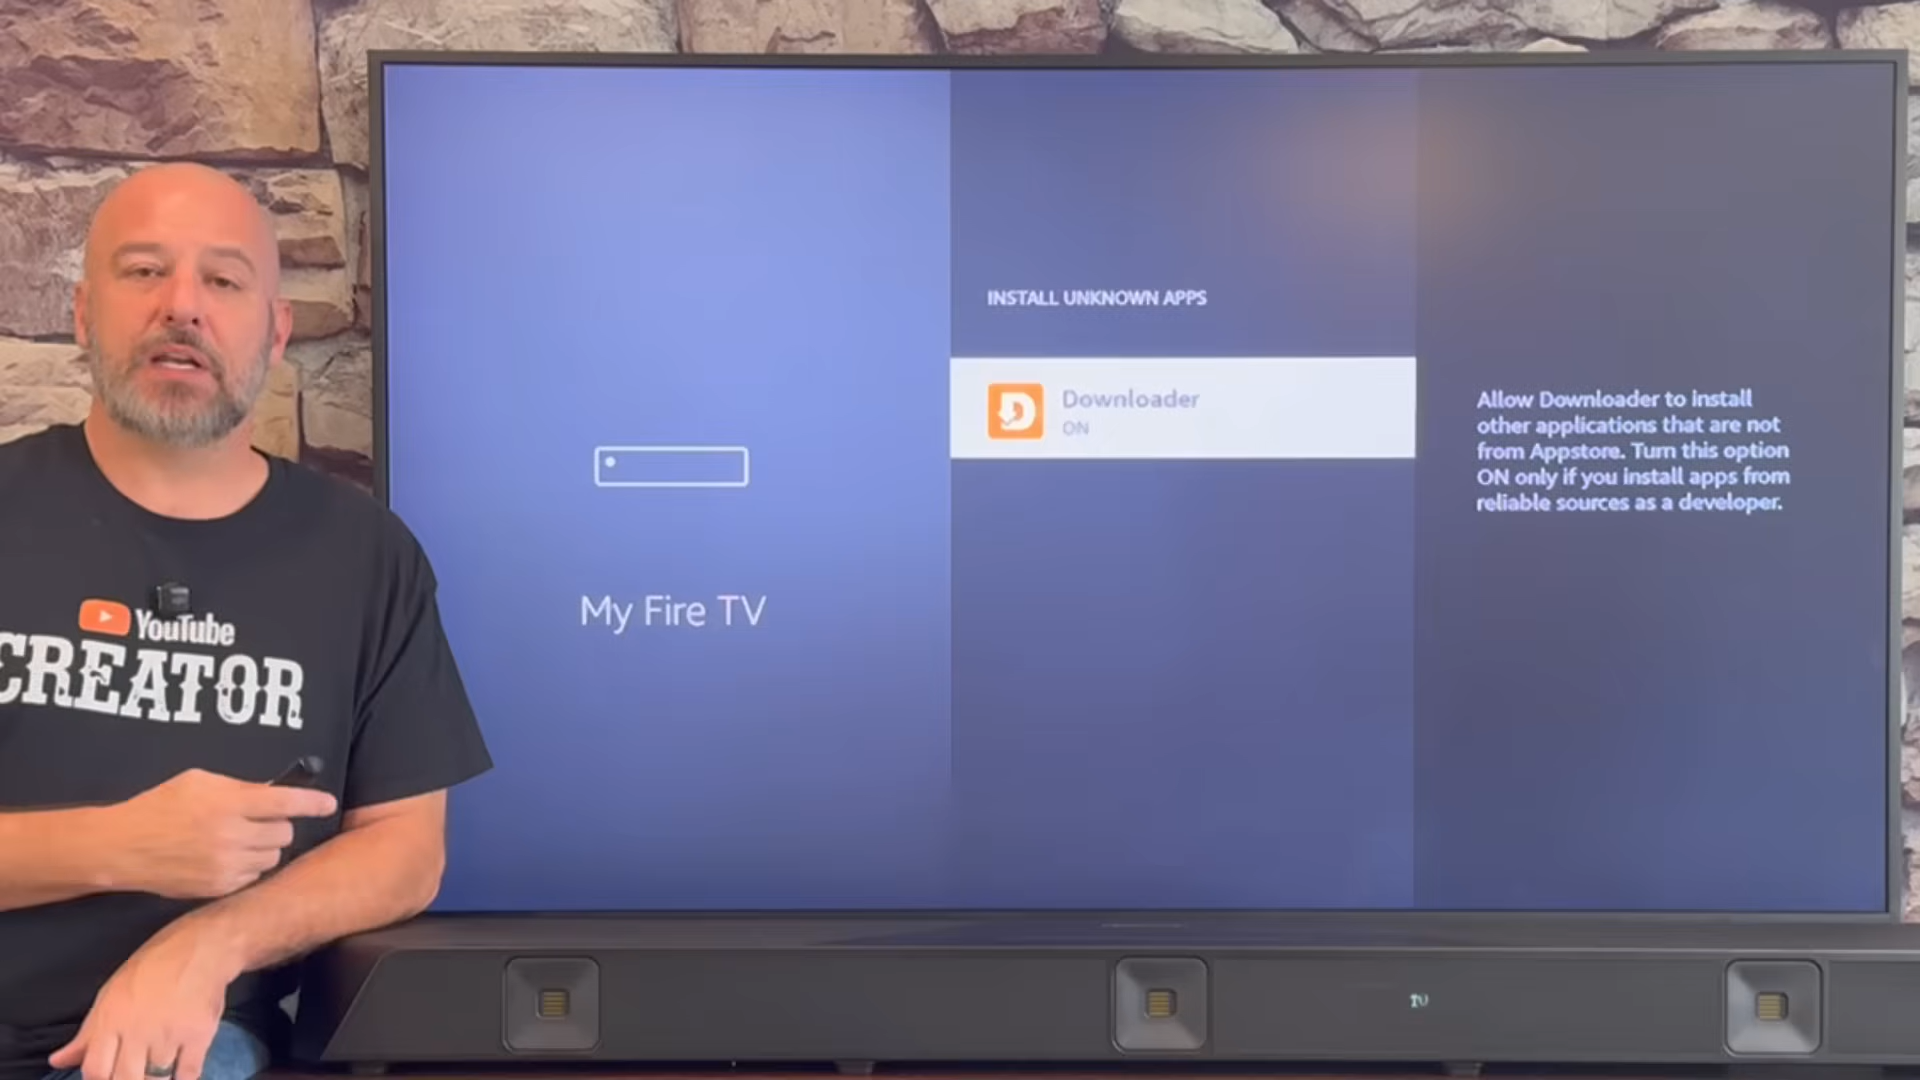 INSTALL UNKNOWN APPS
Downloader
ON
Allow Downloader to install
other applications that are not
from Appstore. Turn this option
ON only if you install apps from
reliable sources as a developer.
My Fire TV
YouTube
CREATOR
TV